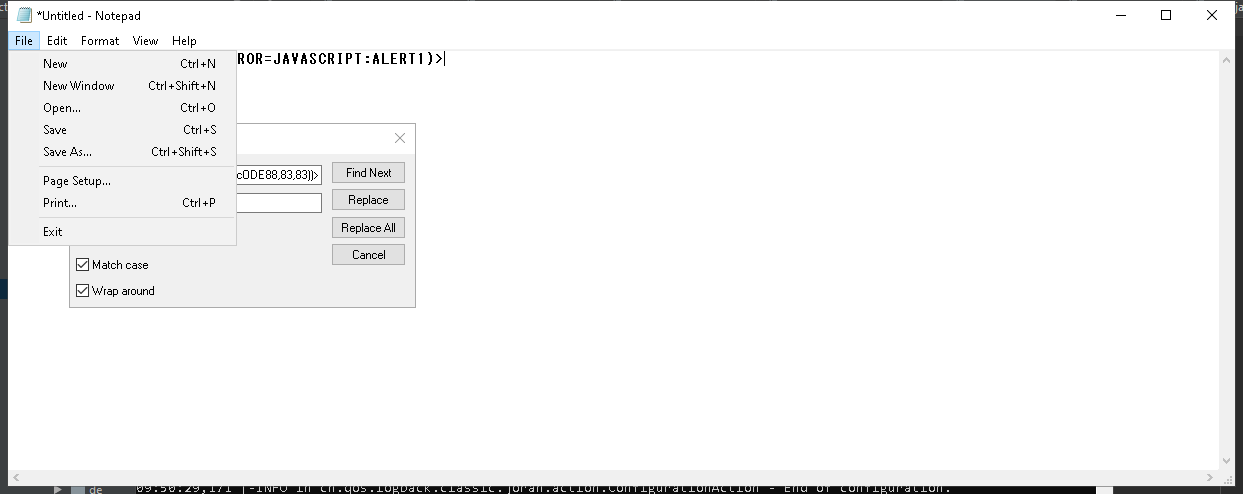 *Untitled - Notepad
File Edit Format View Help
ROR=JAVASCRIPT:ALERT1)>
New Ctrl+N
New Window Ctrl+Shift+N
Open... Ctrl+O
Save Ctrl+S
Save As... Ctrl+Shift+S
Page Setup...
Print... Ctrl+P
Exit
cODE88,83,83))>
Find Next
Replace
Replace All
Cancel
Match case
Wrap around
de 09:50:29,171 |-INFO in ch.qos.logback.classic.joran.action.ConfigurationAction - End of configuration.